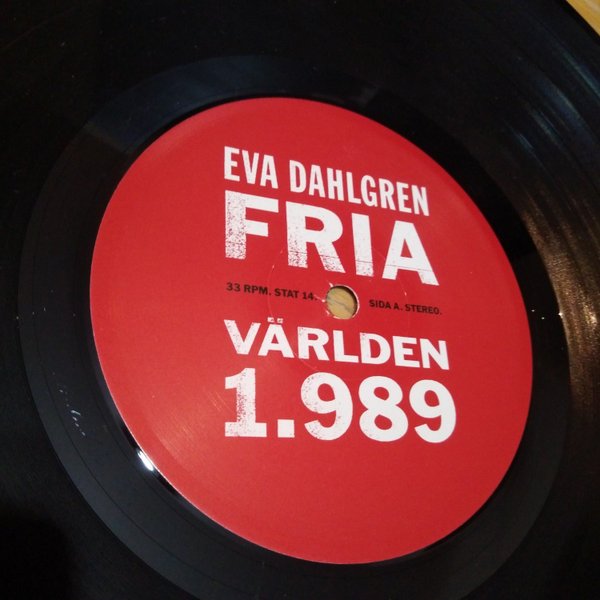 EVA DAHLGREN
FRIA
33 RPM. STAT 14. SIDA A. STEREO.
VÄRLDEN
1.989